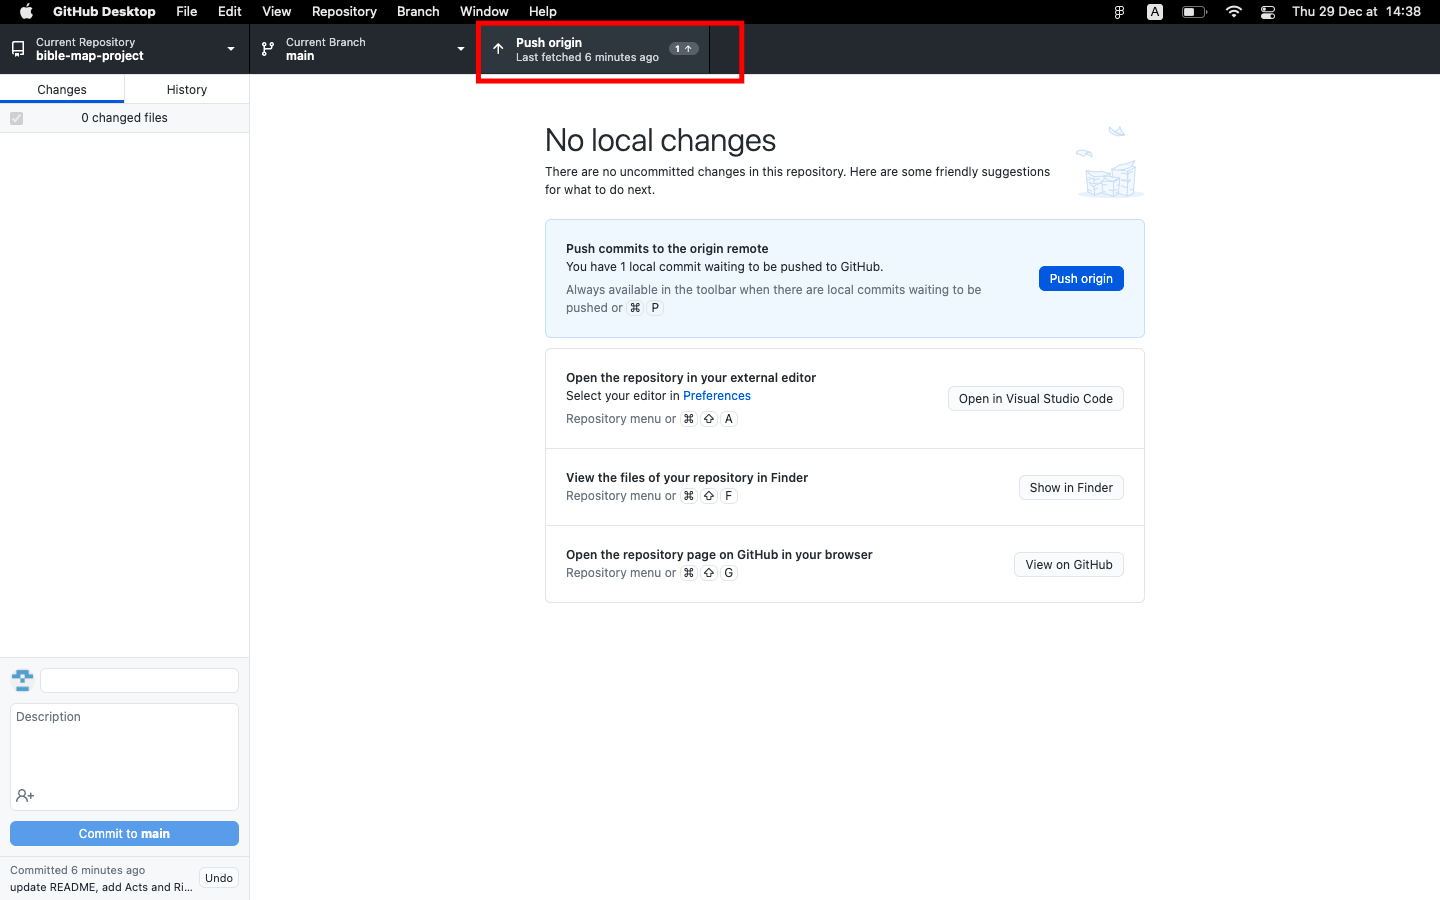 GitHub Desktop File Edit View Repository Branch Window Help A Thu 29 Dec at 14:38
Current Repository
bible-map-project
Current Branch
main
Push origin
Last fetched 6 minutes ago
1 ↑
Changes History
0 changed files
No local changes
There are no uncommitted changes in this repository. Here are some friendly suggestions
for what to do next.
Push commits to the origin remote
You have 1 local commit waiting to be pushed to GitHub.
Always available in the toolbar when there are local commits waiting to be
pushed or ⌘ P
Push origin
Open the repository in your external editor
Select your editor in Preferences
Repository menu or ⌘ ⇧ A
Open in Visual Studio Code
View the files of your repository in Finder
Repository menu or ⌘ ⇧ F
Show in Finder
Open the repository page on GitHub in your browser
Repository menu or ⌘ ⇧ G
View on GitHub
Description
Commit to main
Committed 6 minutes ago
update README, add Acts and Ri...
Undo